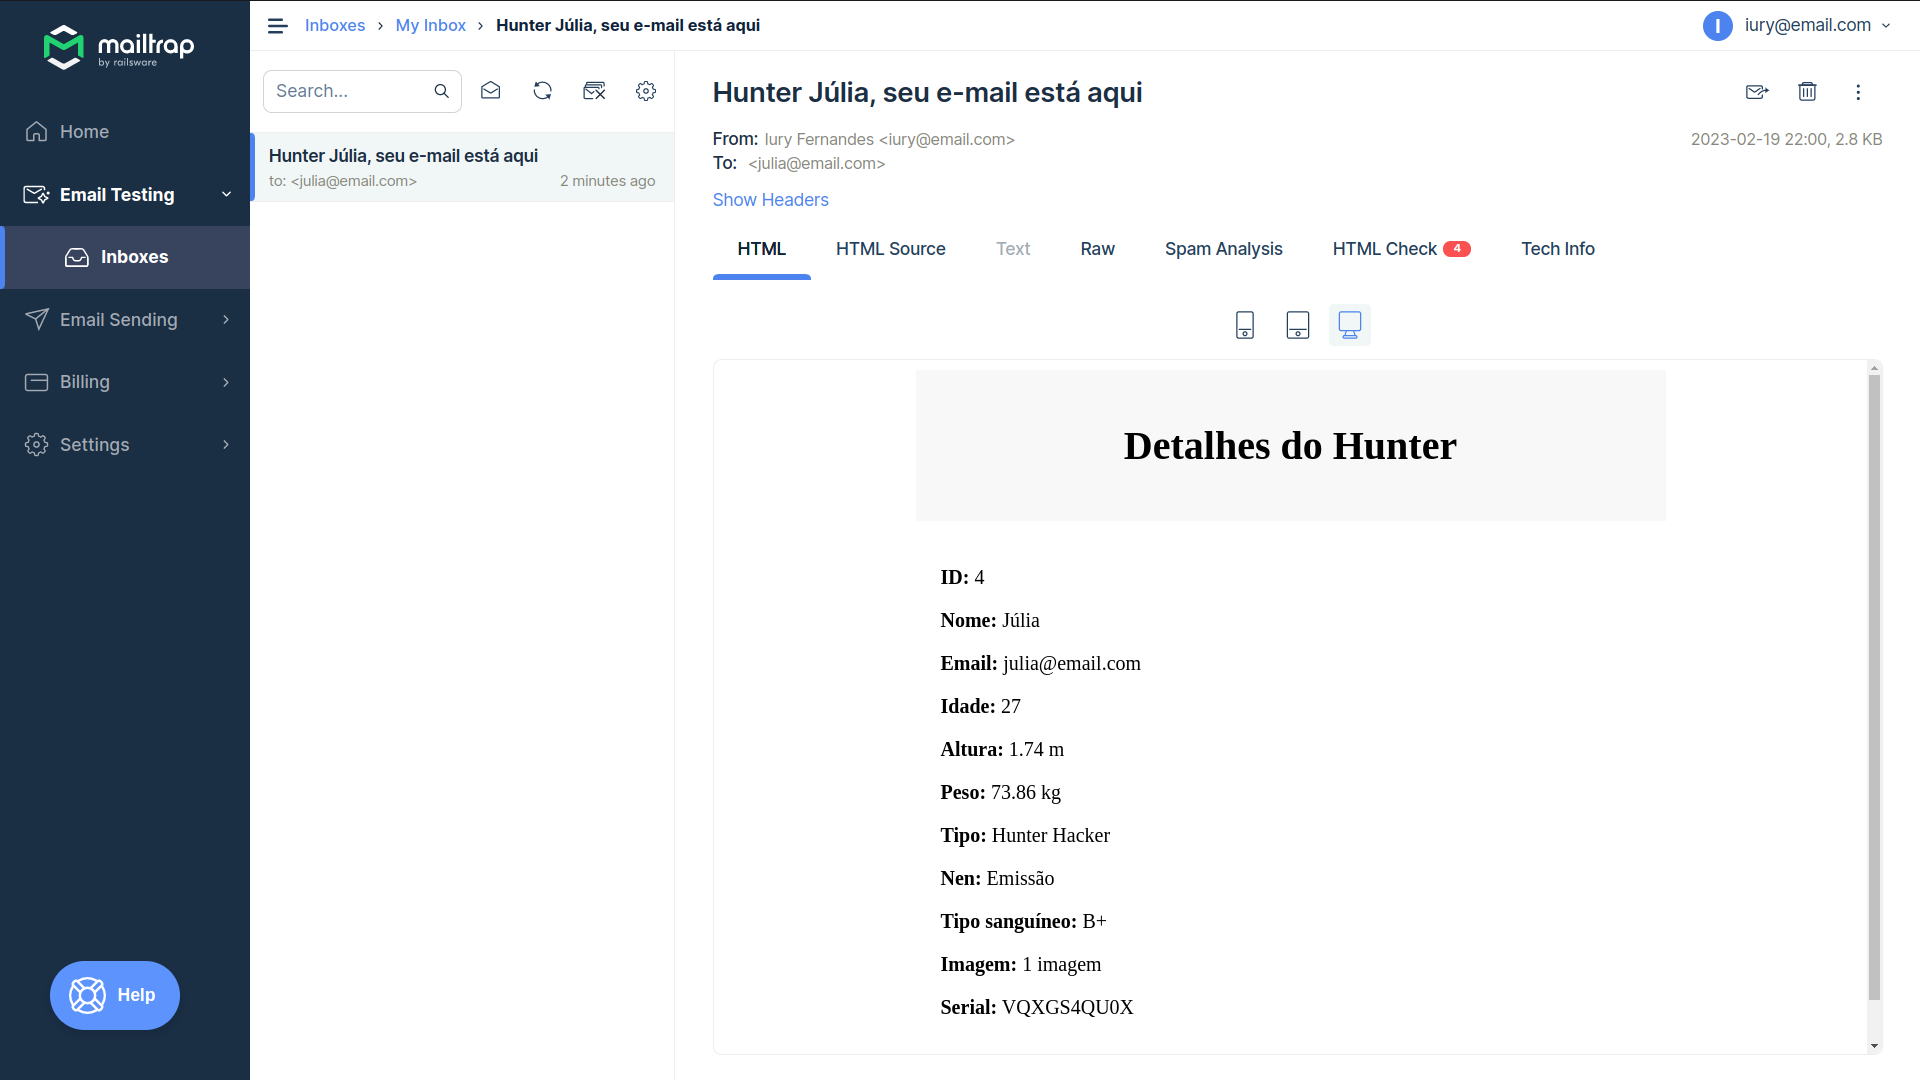 mailtrap
by railsware
Home
Email Testing
Inboxes
Email Sending
Billing
Settings
Help
Inboxes › My Inbox › Hunter Júlia, seu e-mail está aqui
I iury@email.com
Search...
Hunter Júlia, seu e-mail está aqui
to: <julia@email.com> 2 minutes ago
Hunter Júlia, seu e-mail está aqui
From: Iury Fernandes <iury@email.com> 2023-02-19 22:00, 2.8 KB
To: <julia@email.com>
Show Headers
HTML HTML Source Text Raw Spam Analysis HTML Check 4 Tech Info
Detalhes do Hunter
ID: 4
Nome: Júlia
Email: julia@email.com
Idade: 27
Altura: 1.74 m
Peso: 73.86 kg
Tipo: Hunter Hacker
Nen: Emissão
Tipo sanguíneo: B+
Imagem: 1 imagem
Serial: VQXGS4QU0X